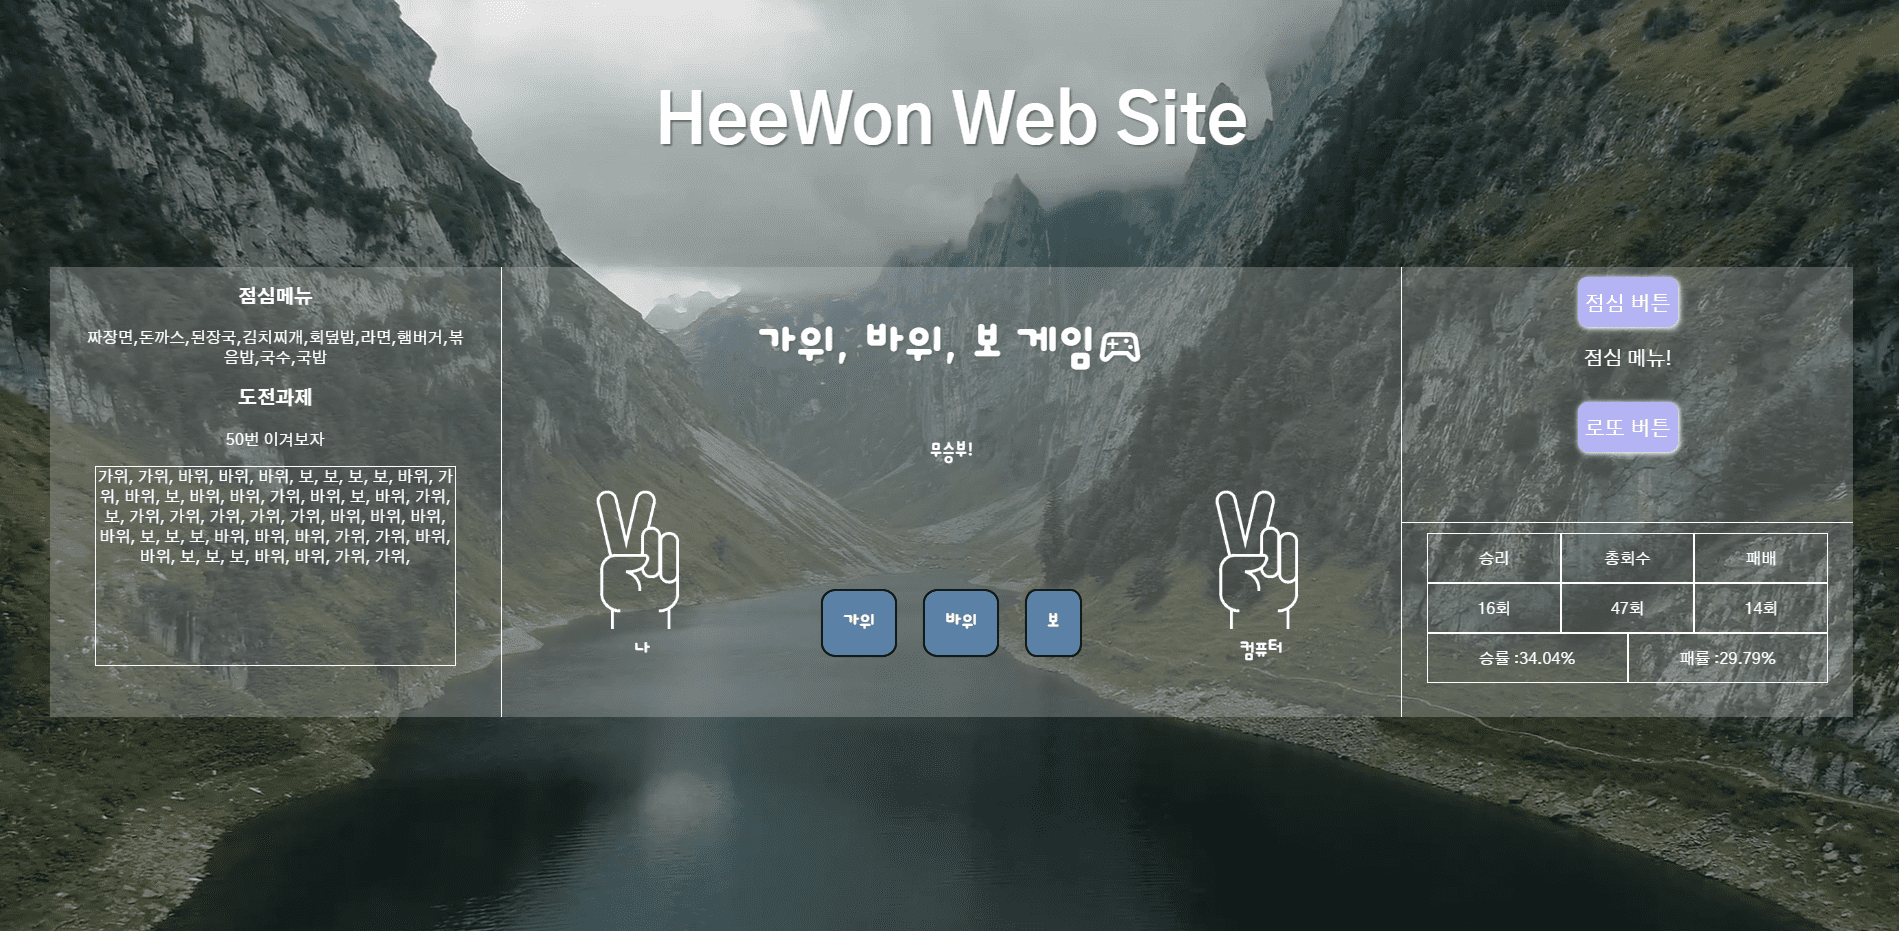 HeeWon Web Site
점심메뉴
짜장면,돈까스,된장국,김치찌개,회덮밥,라면,햄버거,볶
음밥,국수,국밥
도전과제
50번 이겨보자
가위, 가위, 바위, 바위, 바위, 보, 보, 보, 보, 바위, 가
위, 바위, 보, 바위, 바위, 가위, 바위, 보, 바위, 가위,
보, 가위, 가위, 가위, 가위, 가위, 바위, 바위, 바위,
바위, 보, 보, 보, 바위, 바위, 바위, 가위, 가위, 바위,
바위, 보, 보, 보, 바위, 바위, 가위, 가위,
가위, 바위, 보 게임
무승부!
나
가위
바위
보
컴퓨터
점심 버튼
점심 메뉴!
로또 버튼
승리 총회수 패배
16회 47회 14회
승률 :34.04% 패률 :29.79%